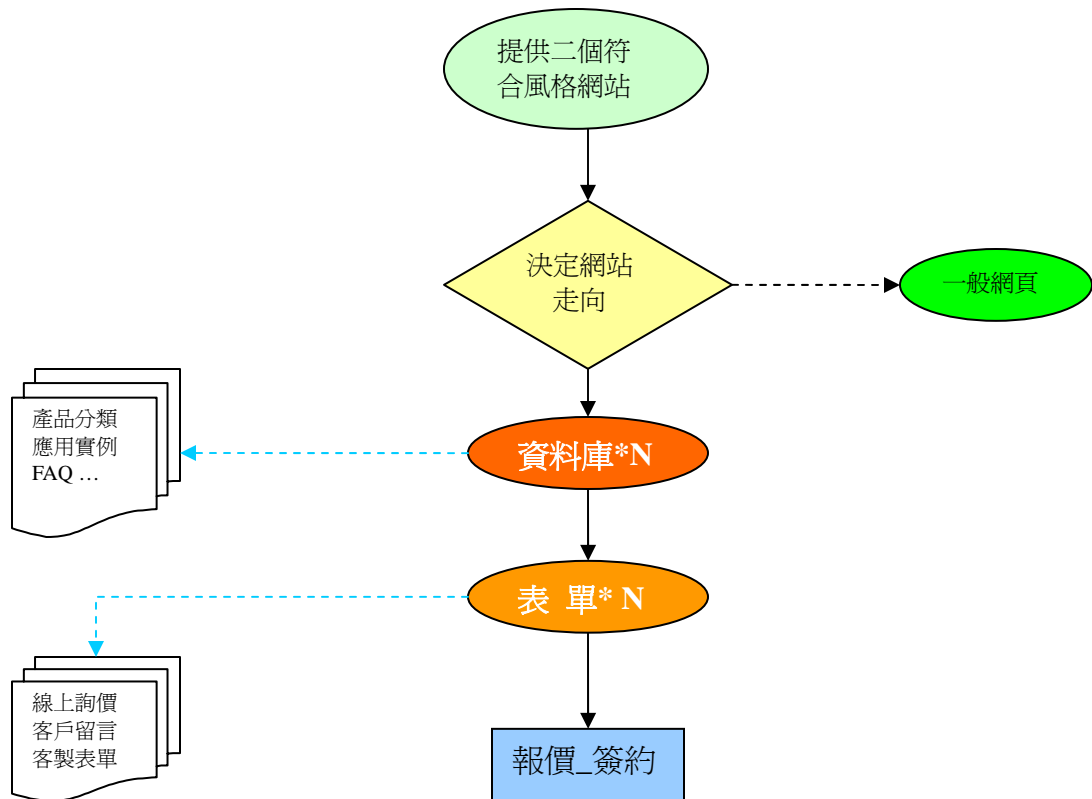 提供二個符
合風格網站
決定網站
走向
一般網頁
產品分類
應用實例
FAQ …
資料庫*N
表 單* N
線上詢價
客戶留言
客製表單
報價_簽約